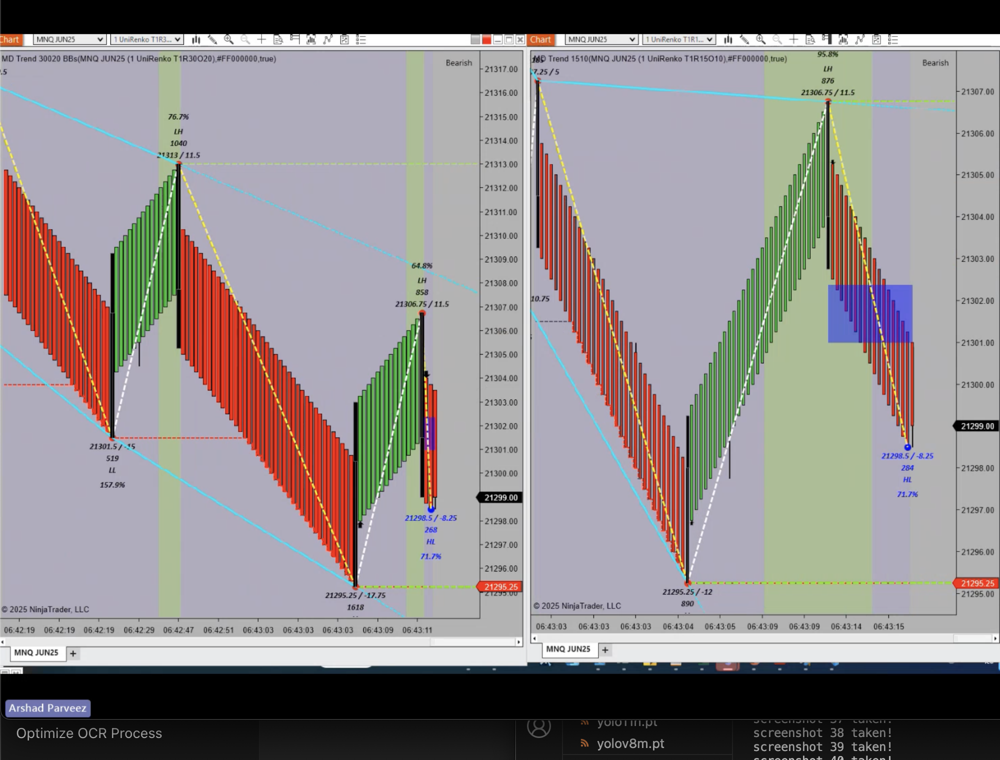 Chart MNQ JUN25 1 UniRenko T1R3...
MD Trend 30020 BBs(MNQ JUN25 (1 UniRenko T1R30O20),#FF000000,true)
Bearish
76.7%
LH
1040
21313 / 11.5
64.8%
LH
858
21306.75 / 11.5
21301.5 / -15
519
LL
157.9%
21298.5 / -8.25
268
HL
71.7%
21295.25 / -17.75
1618
21317.00
21316.00
21315.00
21314.00
21313.00
21312.00
21311.00
21310.00
21309.00
21308.00
21307.00
21306.00
21305.00
21304.00
21303.00
21302.00
21301.00
21300.00
21299.00
21298.00
21297.00
21296.00
21295.25
© 2025 NinjaTrader, LLC
06:42:19 06:42:19 06:42:19 06:42:29 06:42:47 06:42:51 06:43:03 06:43:03 06:43:09 06:43:11
MNQ JUN25 +
Chart MNQ JUN25 1 UniRenko T1R1...
MD Trend 1510(MNQ JUN25 (1 UniRenko T1R15O10),#FF000000,true)
Bearish
95.8%
LH
876
21306.75 / 11.5
10.75
21298.5 / -8.25
284
HL
71.7%
21295.25 / -12
890
21307.00
21306.00
21305.00
21304.00
21303.00
21302.00
21301.00
21300.00
21299.00
21298.00
21297.00
21296.00
21295.25
21295.00
© 2025 NinjaTrader, LLC
06:43:03 06:43:03 06:43:03 06:43:04 06:43:09 06:43:09 06:43:14 06:43:15
MNQ JUN25 +
Arshad Parveez
Optimize OCR Process
yolo11n.pt
yolov8m.pt
screenshot 37 taken!
screenshot 38 taken!
screenshot 39 taken!
screenshot 40 taken!